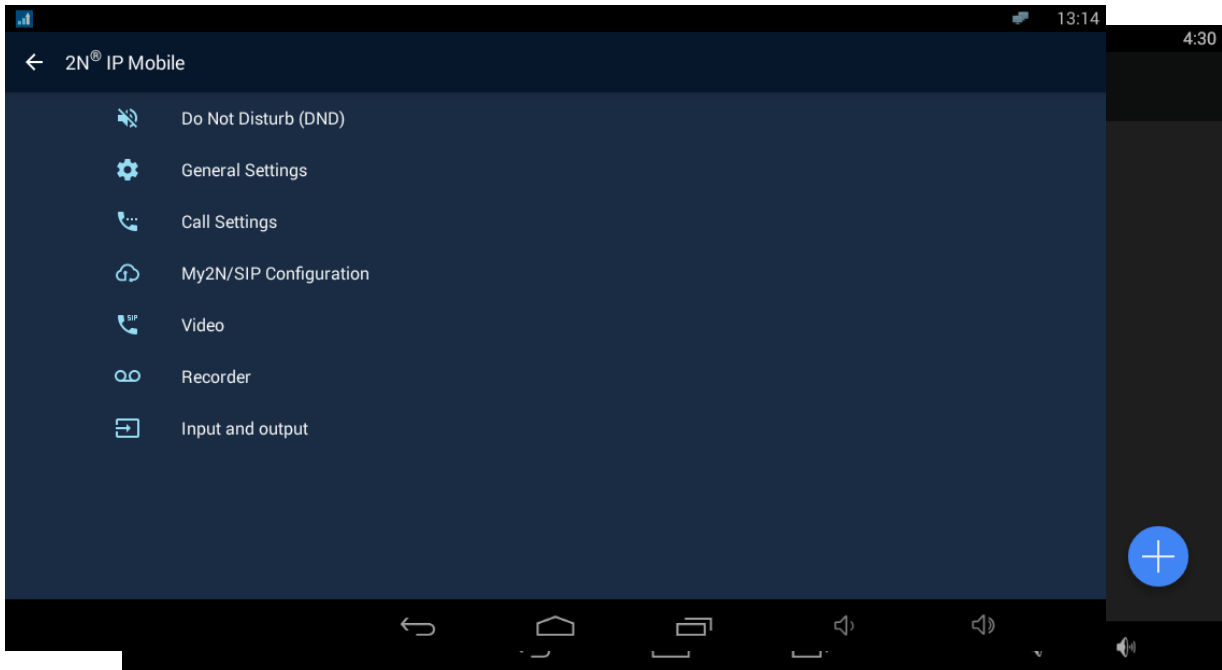 13:14
4:30
2N® IP Mobile
Do Not Disturb (DND)
General Settings
Call Settings
My2N/SIP Configuration
SIP
Video
Recorder
Input and output